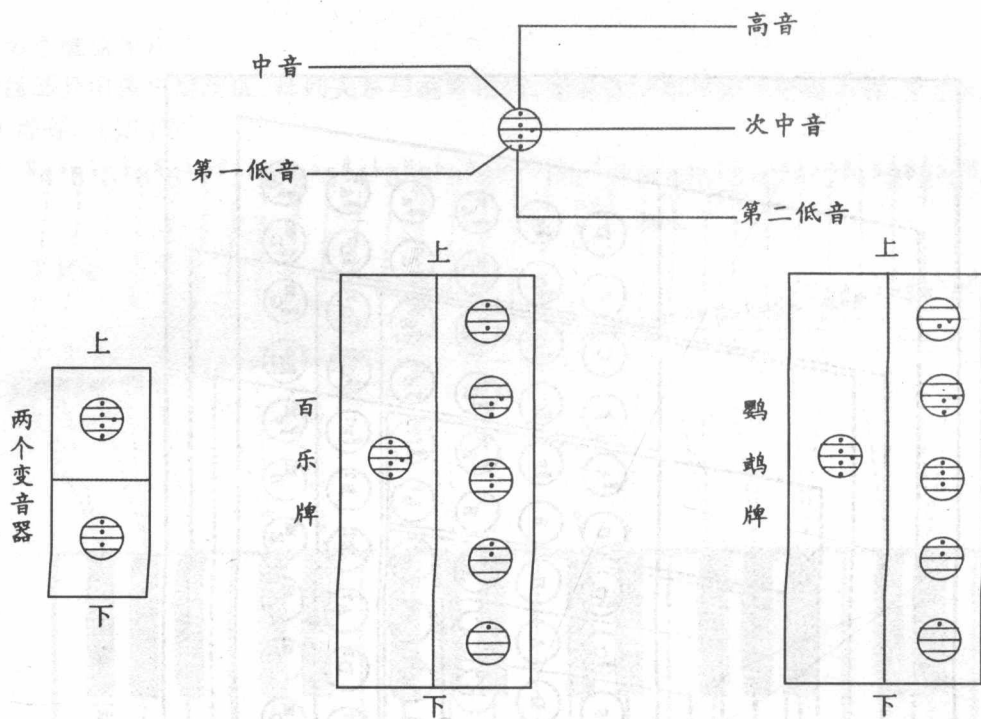 高音
中音
次中音
第一低音
第二低音
上
上
上
两个变音器
百乐牌
鹦鹉牌
下
下
下